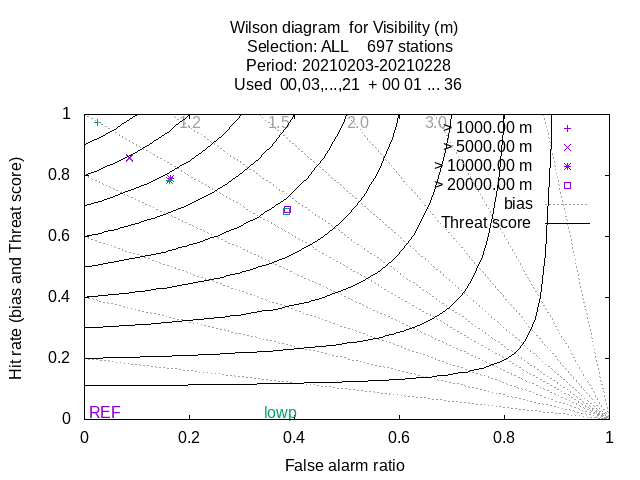 Wilson diagram for Visibility (m)
Selection: ALL 697 stations
Period: 20210203-20210228
Used 00,03,...,21 + 00 01 ... 36
1.2 1.5 2.0 3.0
> 1000.00 m
> 5000.00 m
> 10000.00 m
> 20000.00 m
bias
Threat score
Hit rate (bias and Threat score)
1
0.8
0.6
0.4
0.2
0
REF lowp
0 0.2 0.4 0.6 0.8 1
False alarm ratio